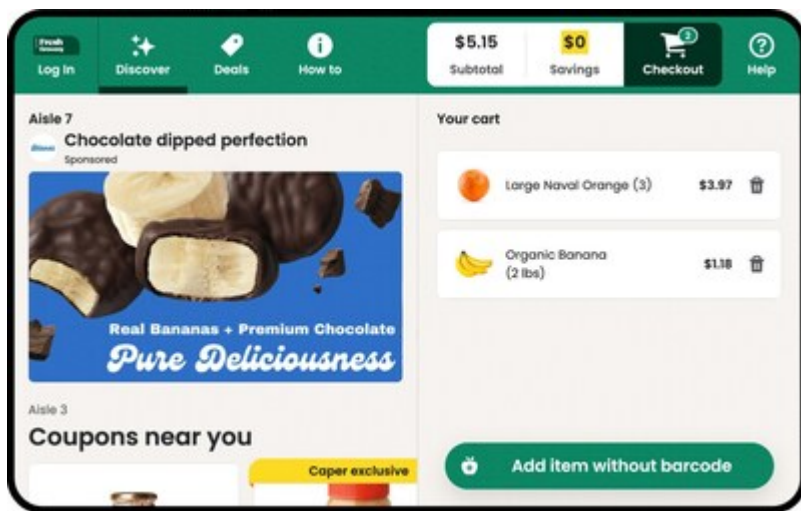 Fresh
Log In
Discover
Deals
How to
$5.15
Subtotal
$0
Savings
2
Checkout
Help
Aisle 7
Chocolate dipped perfection
Sponsored
Real Bananas + Premium Chocolate
Pure Deliciousness
Aisle 3
Coupons near you
Caper exclusive
Your cart
Large Naval Orange (3)
$3.97
Organic Banana
(2 lbs)
$1.18
Add item without barcode